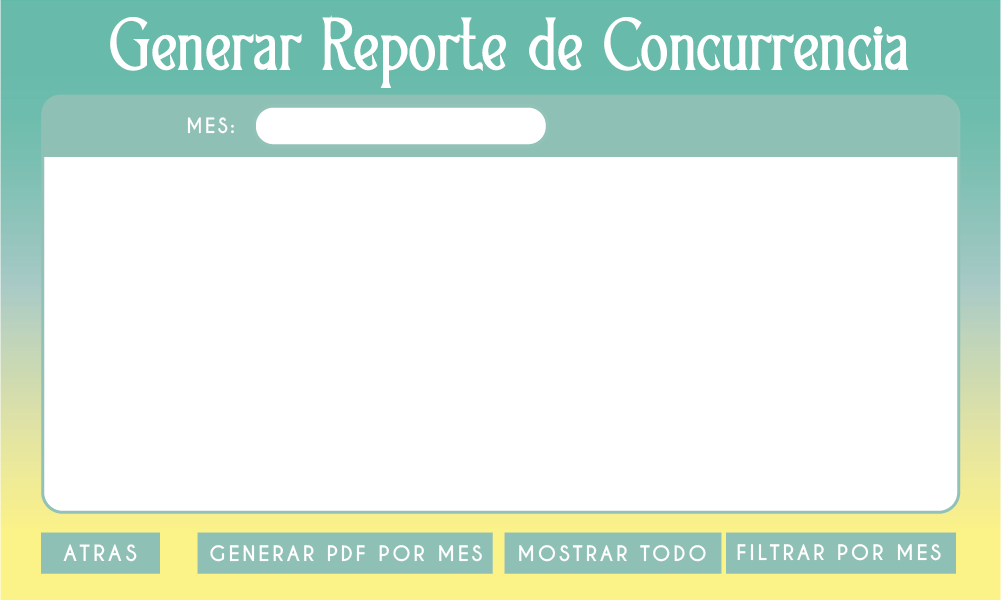 Generar Reporte de Concurrencia
MES:
ATRAS
GENERAR PDF POR MES
MOSTRAR TODO
FILTRAR POR MES